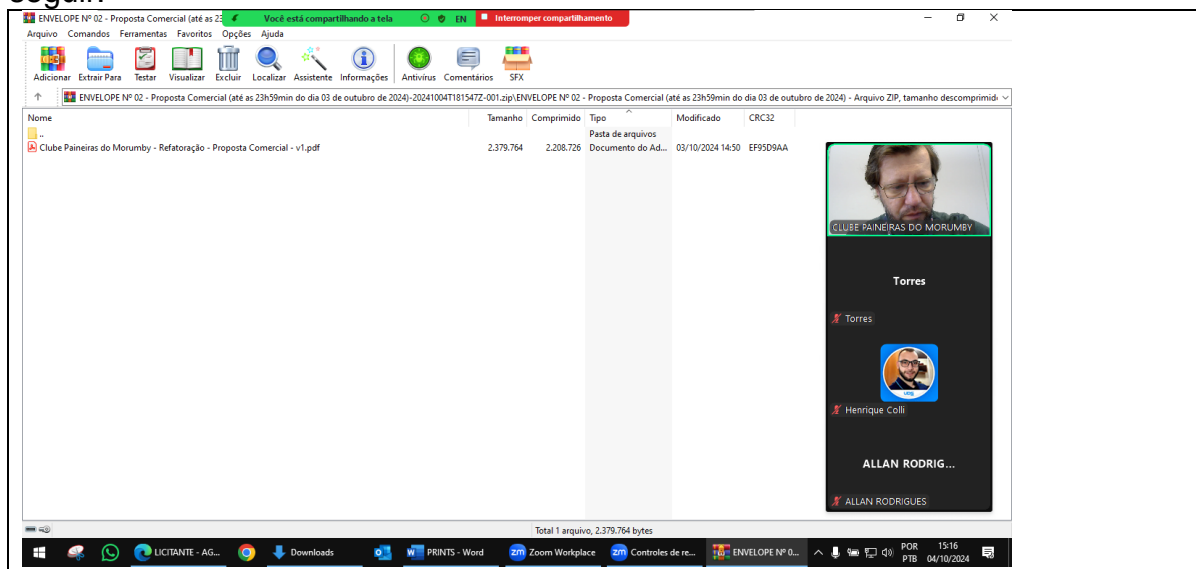 seguir:
ENVELOPE Nº 02 - Proposta Comercial (até as 23
Você está compartilhando a tela
EN
Interromper compartilhamento
Arquivo Comandos Ferramentas Favoritos Opções Ajuda
Adicionar Extrair Para Testar Visualizar Excluir Localizar Assistente Informações Antivírus Comentários SFX
ENVELOPE Nº 02 - Proposta Comercial (até as 23h59min do dia 03 de outubro de 2024)-20241004T181547Z-001.zip\ENVELOPE Nº 02 - Proposta Comercial (até as 23h59min do dia 03 de outubro de 2024) - Arquivo ZIP, tamanho descomprimid
Nome Tamanho Comprimido Tipo Modificado CRC32
.. Pasta de arquivos
Clube Paineiras do Morumby - Refatoração - Proposta Comercial - v1.pdf 2.379.764 2.208.726 Documento do Ad... 03/10/2024 14:50 EF95D9AA
CLUBE PAINEIRAS DO MORUMBY
Torres
Torres
Henrique Colli
ALLAN RODRIG...
ALLAN RODRIGUES
Total 1 arquivo, 2.379.764 bytes
LICITANTE - AG... Downloads PRINTS - Word Zoom Workplace Controles de re... ENVELOPE Nº 0... POR 15:16
PTB 04/10/2024